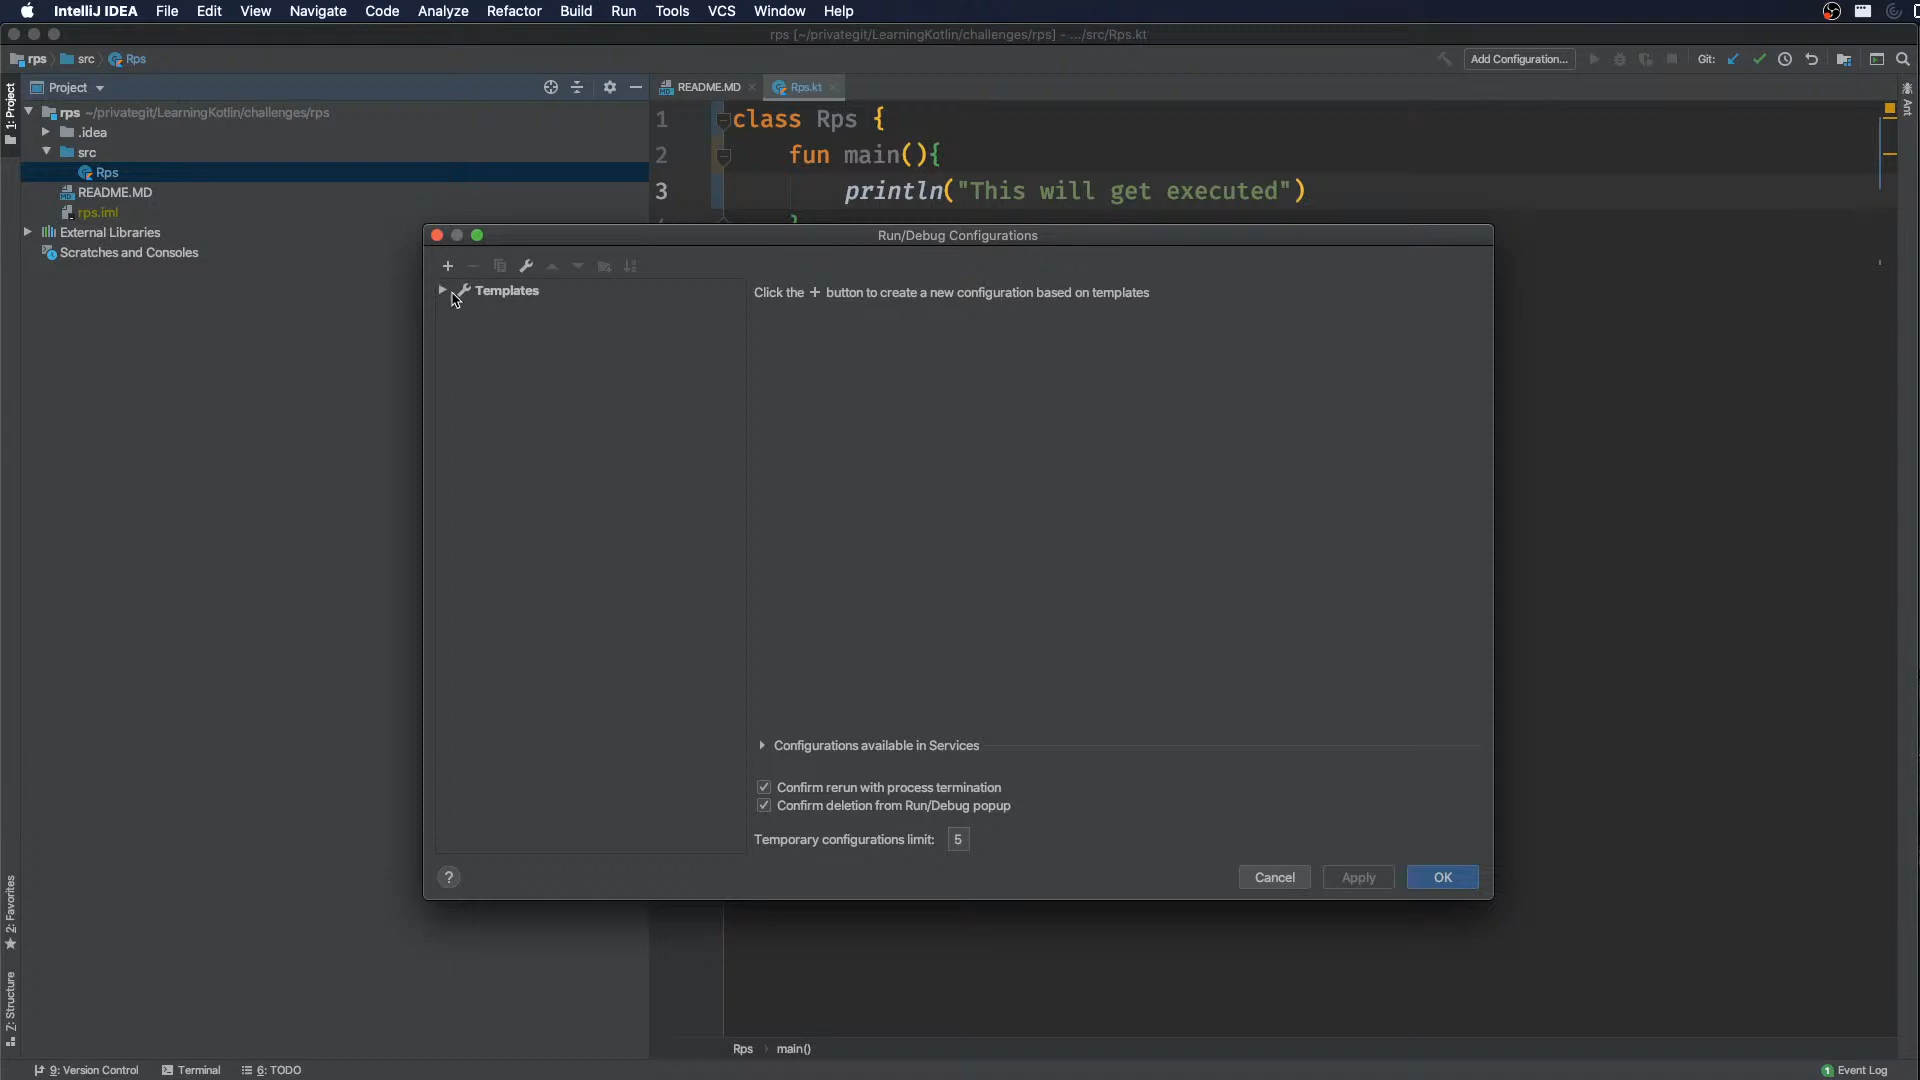 IntelliJ IDEA File Edit View Navigate Code Analyze Refactor Build Run Tools VCS Window Help
rps [~/privategit/LearningKotlin/challenges/rps] - .../src/Rps.kt
rps src Rps
Add Configuration... Git:
Project
README.MD
Rps.kt
1: Project
rps ~/privategit/LearningKotlin/challenges/rps
.idea
src
Rps
README.MD
rps.iml
External Libraries
Scratches and Consoles
1 class Rps {
2 fun main(){
3 println("This will get executed")
}
Ant
Run/Debug Configurations
Templates
Click the + button to create a new configuration based on templates
Configurations available in Services
Confirm rerun with process termination
Confirm deletion from Run/Debug popup
Temporary configurations limit: 5
? Cancel Apply OK
2: Favorites
Z: Structure
Rps main()
9: Version Control Terminal 6: TODO
1 Event Log